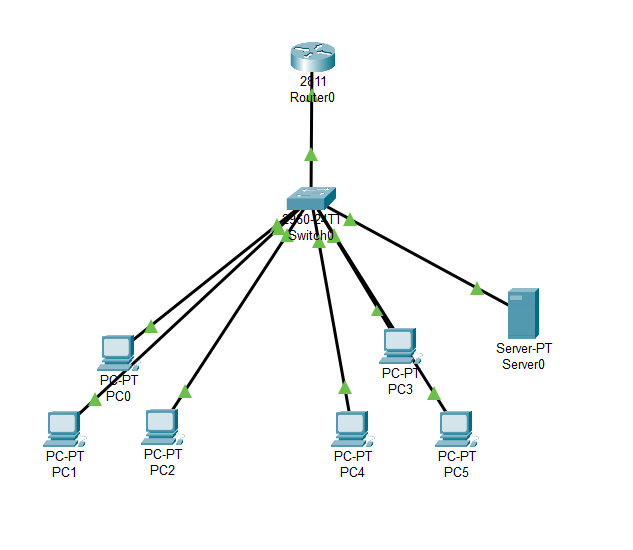 2811
Router0
2960-24TT
Switch0
Server-PT
Server0
PC-PT
PC0
PC-PT
PC3
PC-PT
PC1
PC-PT
PC2
PC-PT
PC4
PC-PT
PC5